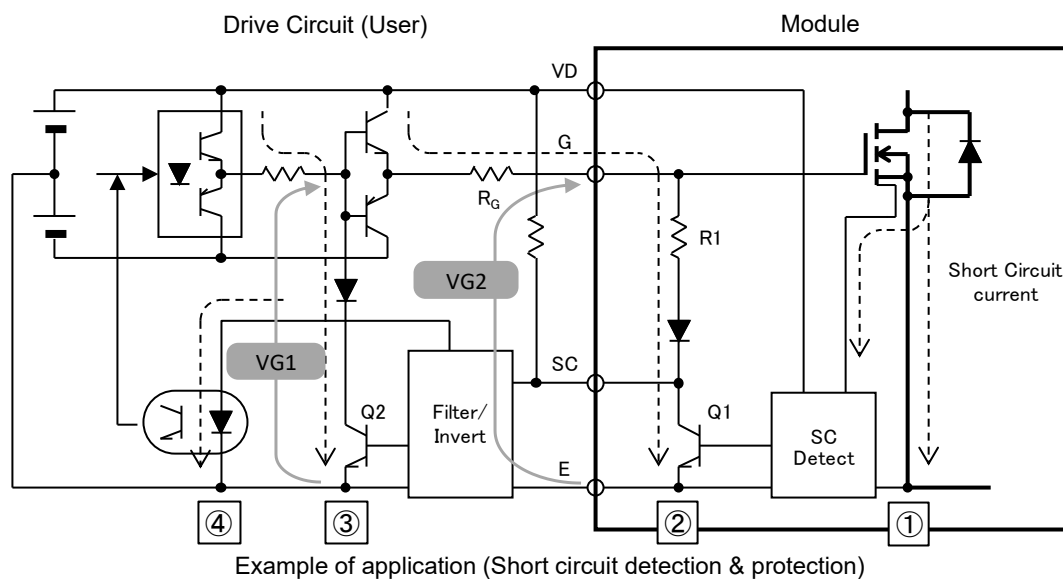 Drive Circuit (User)
Module
VD
G
RG
R1
VG2
VG1
Short Circuit
current
SC
Q2
Filter/
Invert
Q1
SC
Detect
E
④
③
②
①
Example of application (Short circuit detection & protection)